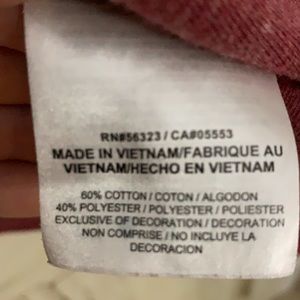 RN#56323 / CA#05553
MADE IN VIETNAM/FABRIQUE AU
VIETNAM/HECHO EN VIETNAM
60% COTTON / COTON / ALGODON
40% POLYESTER / POLYESTER / POLIESTER
EXCLUSIVE OF DECORATION / DECORATION
NON COMPRISE / NO INCLUYE LA
DECORACION